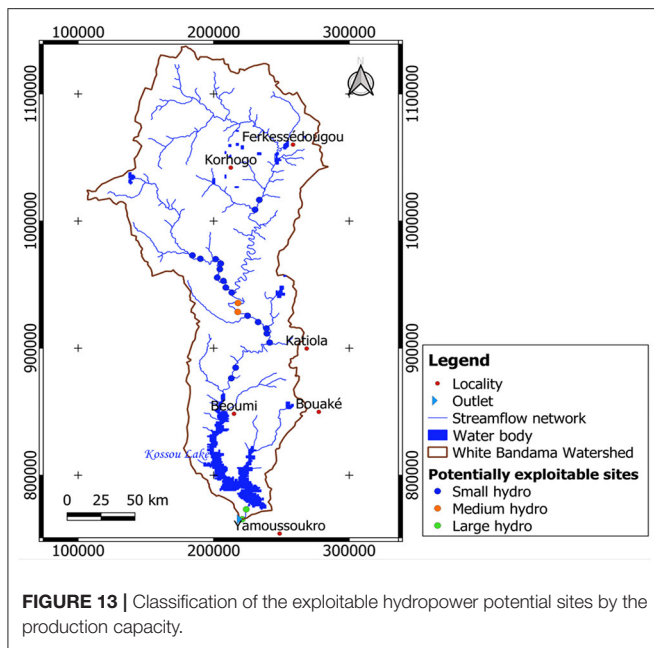 100000 200000 300000
N
1100000 1100000
Ferkessédougou
Korhogo
1000000 1000000
900000 900000
Katiola
Béoumi
Bouaké
Kossou Lake
800000 800000
0 25 50 km
Yamoussoukro
100000 200000 300000
Legend
Locality
Outlet
Streamflow network
Water body
White Bandama Watershed
Potentially exploitable sites
Small hydro
Medium hydro
Large hydro
FIGURE 13 | Classification of the exploitable hydropower potential sites by the
production capacity.